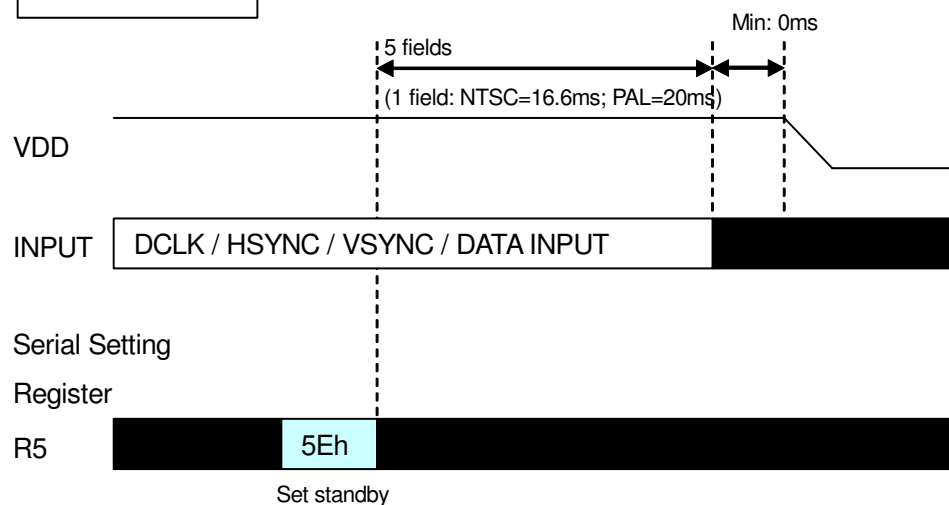 Min: 0ms
5 fields
(1 field: NTSC=16.6ms; PAL=20ms)
VDD
INPUT DCLK / HSYNC / VSYNC / DATA INPUT
Serial Setting
Register
R5 5Eh
Set standby